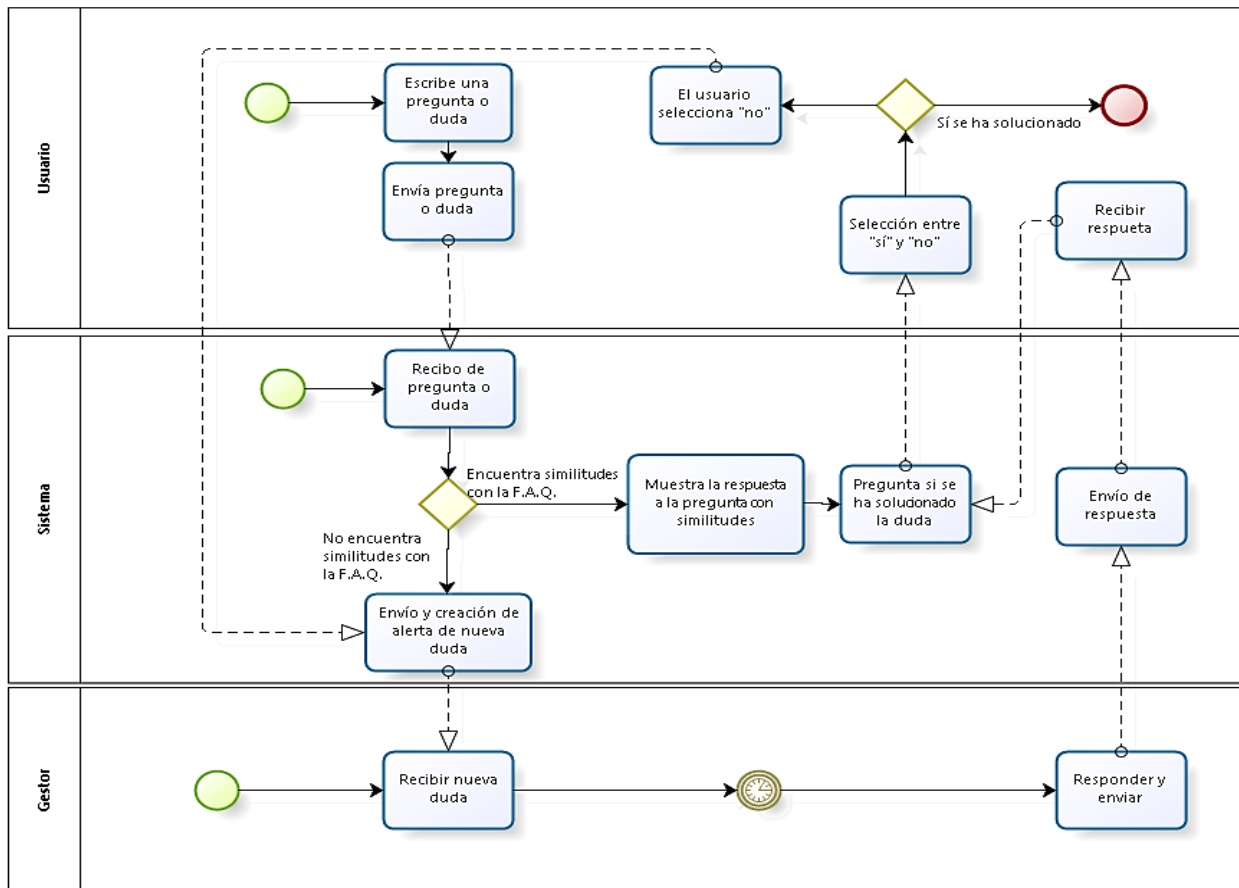 Usuario
Escribe una
pregunta o
duda
Envía pregunta
o duda
El usuario
selecciona "no"
Sí se ha solucionado
Selección entre
"sí" y "no"
Recibir
respueta
Sistema
Recibo de
pregunta o
duda
Encuentra similitudes
con la F.A.Q.
No encuentra
similitudes con
la F.A.Q.
Muestra la respuesta
a la pregunta con
similitudes
Pregunta si se
ha solucionado
la duda
Envío de
respuesta
Envío y creación de
alerta de nueva
duda
Gestor
Recibir nueva
duda
Responder y
enviar